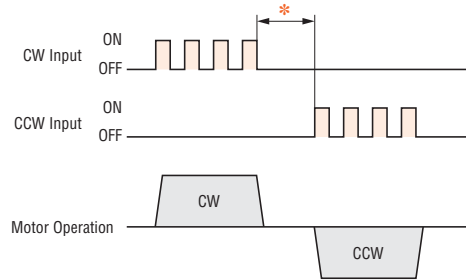 *
ON
CW Input
OFF
ON
CCW Input
OFF
CW
Motor Operation
CCW